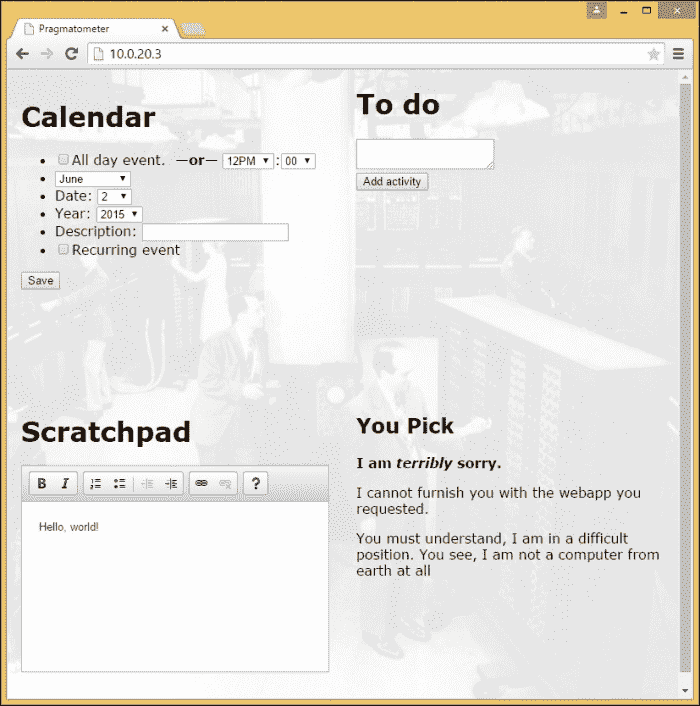 Pragmatometer
10.0.20.3
Calendar
All day event. —or— 12PM : 00
June
Date: 2
Year: 2015
Description:
Recurring event
Save
To do
Add activity
Scratchpad
B I ?
Hello, world!
You Pick
I am terribly sorry.
I cannot furnish you with the webapp you
requested.
You must understand, I am in a difficult
position. You see, I am not a computer from
earth at all